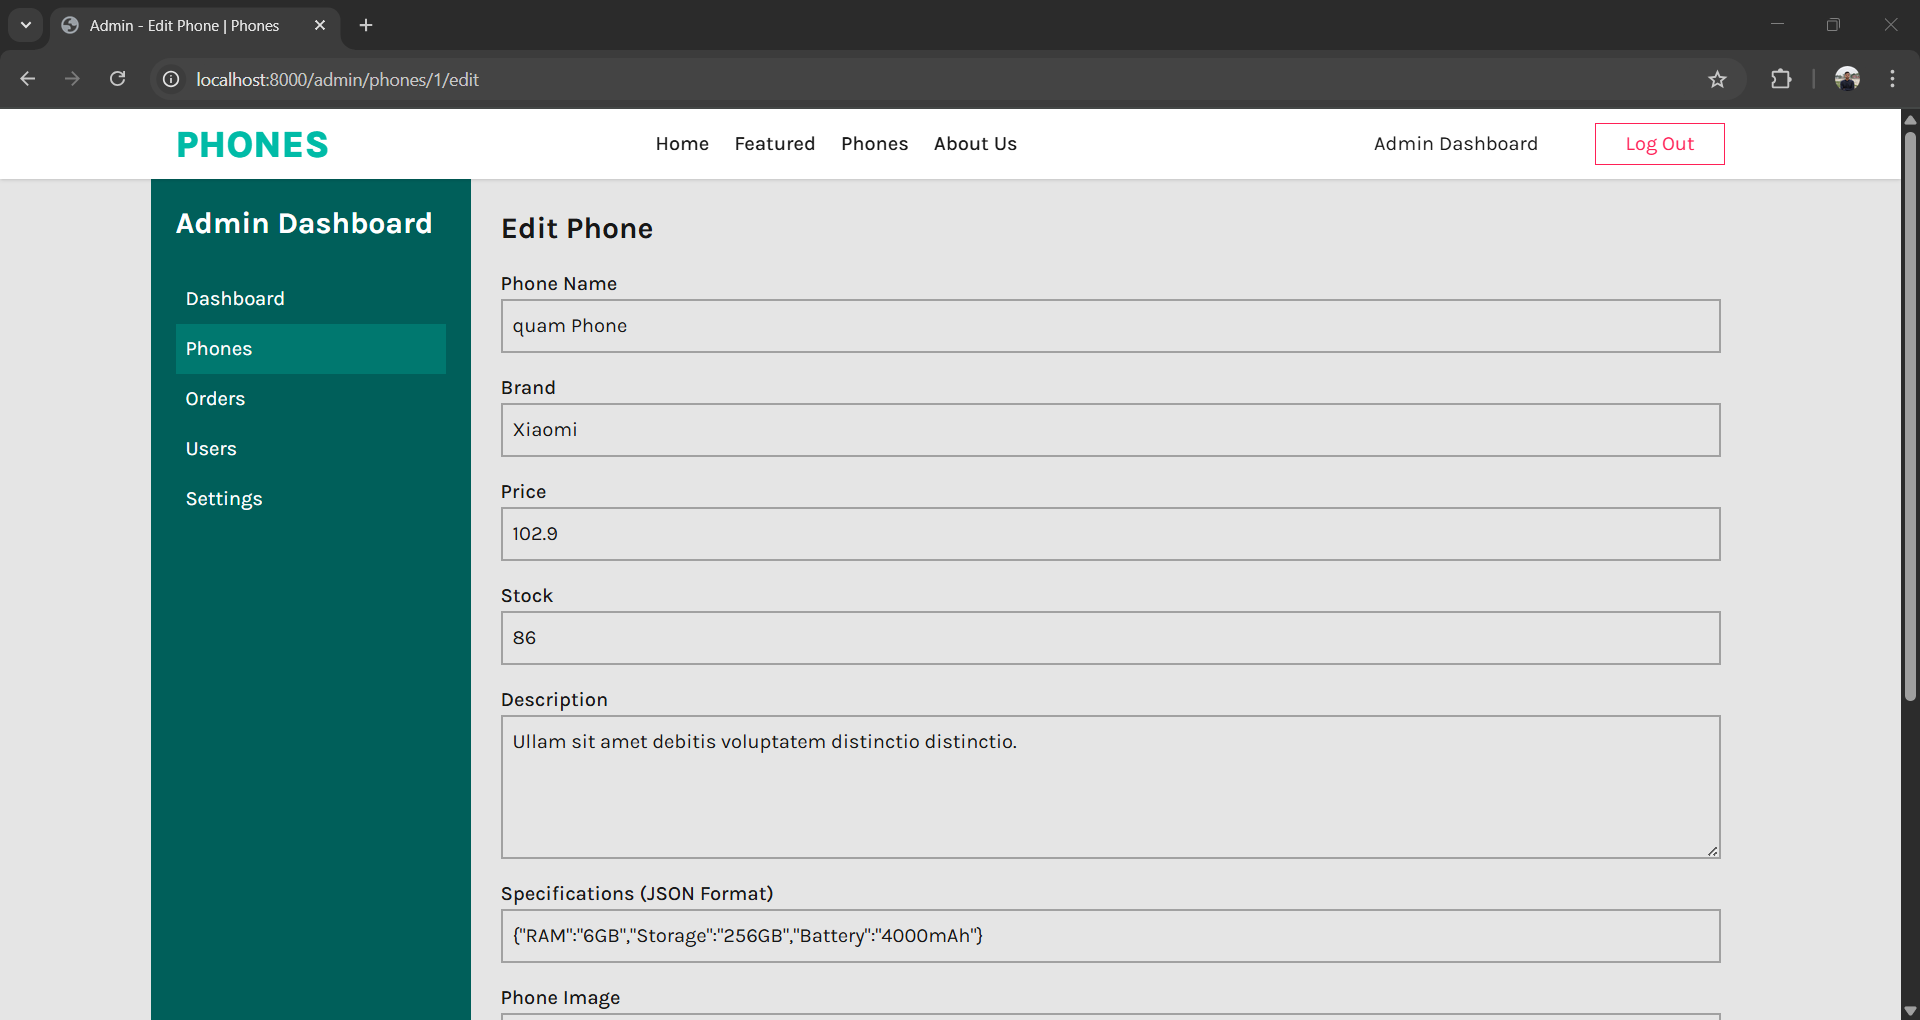 Admin - Edit Phone | Phones
localhost:8000/admin/phones/1/edit
PHONES
Home Featured Phones About Us
Admin Dashboard
Log Out
Admin Dashboard
Dashboard
Phones
Orders
Users
Settings
Edit Phone
Phone Name
quam Phone
Brand
Xiaomi
Price
102.9
Stock
86
Description
Ullam sit amet debitis voluptatem distinctio distinctio.
Specifications (JSON Format)
{"RAM":"6GB","Storage":"256GB","Battery":"4000mAh"}
Phone Image